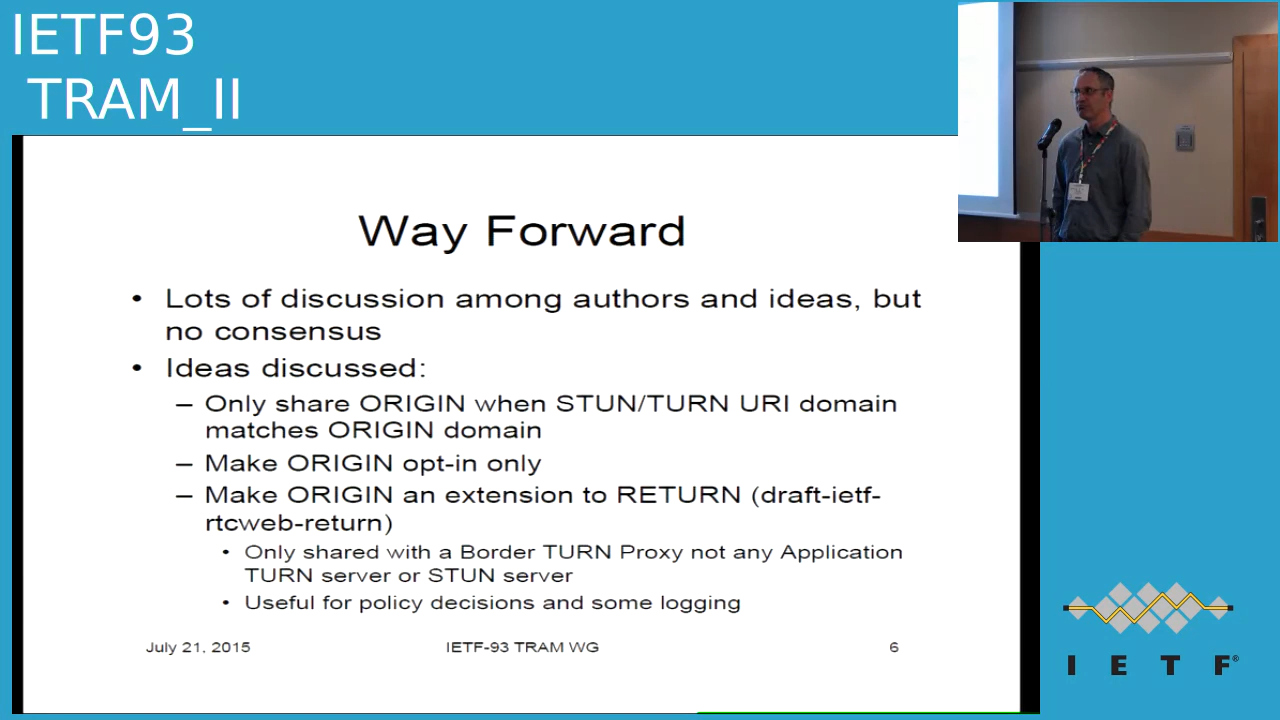 IETF93
TRAM_II
Way Forward
• Lots of discussion among authors and ideas, but
no consensus
• Ideas discussed:
– Only share ORIGIN when STUN/TURN URI domain
matches ORIGIN domain
– Make ORIGIN opt-in only
– Make ORIGIN an extension to RETURN (draft-ietf-
rtcweb-return)
• Only shared with a Border TURN Proxy not any Application
TURN server or STUN server
• Useful for policy decisions and some logging
July 21, 2015 IETF-93 TRAM WG 6
I E T F®